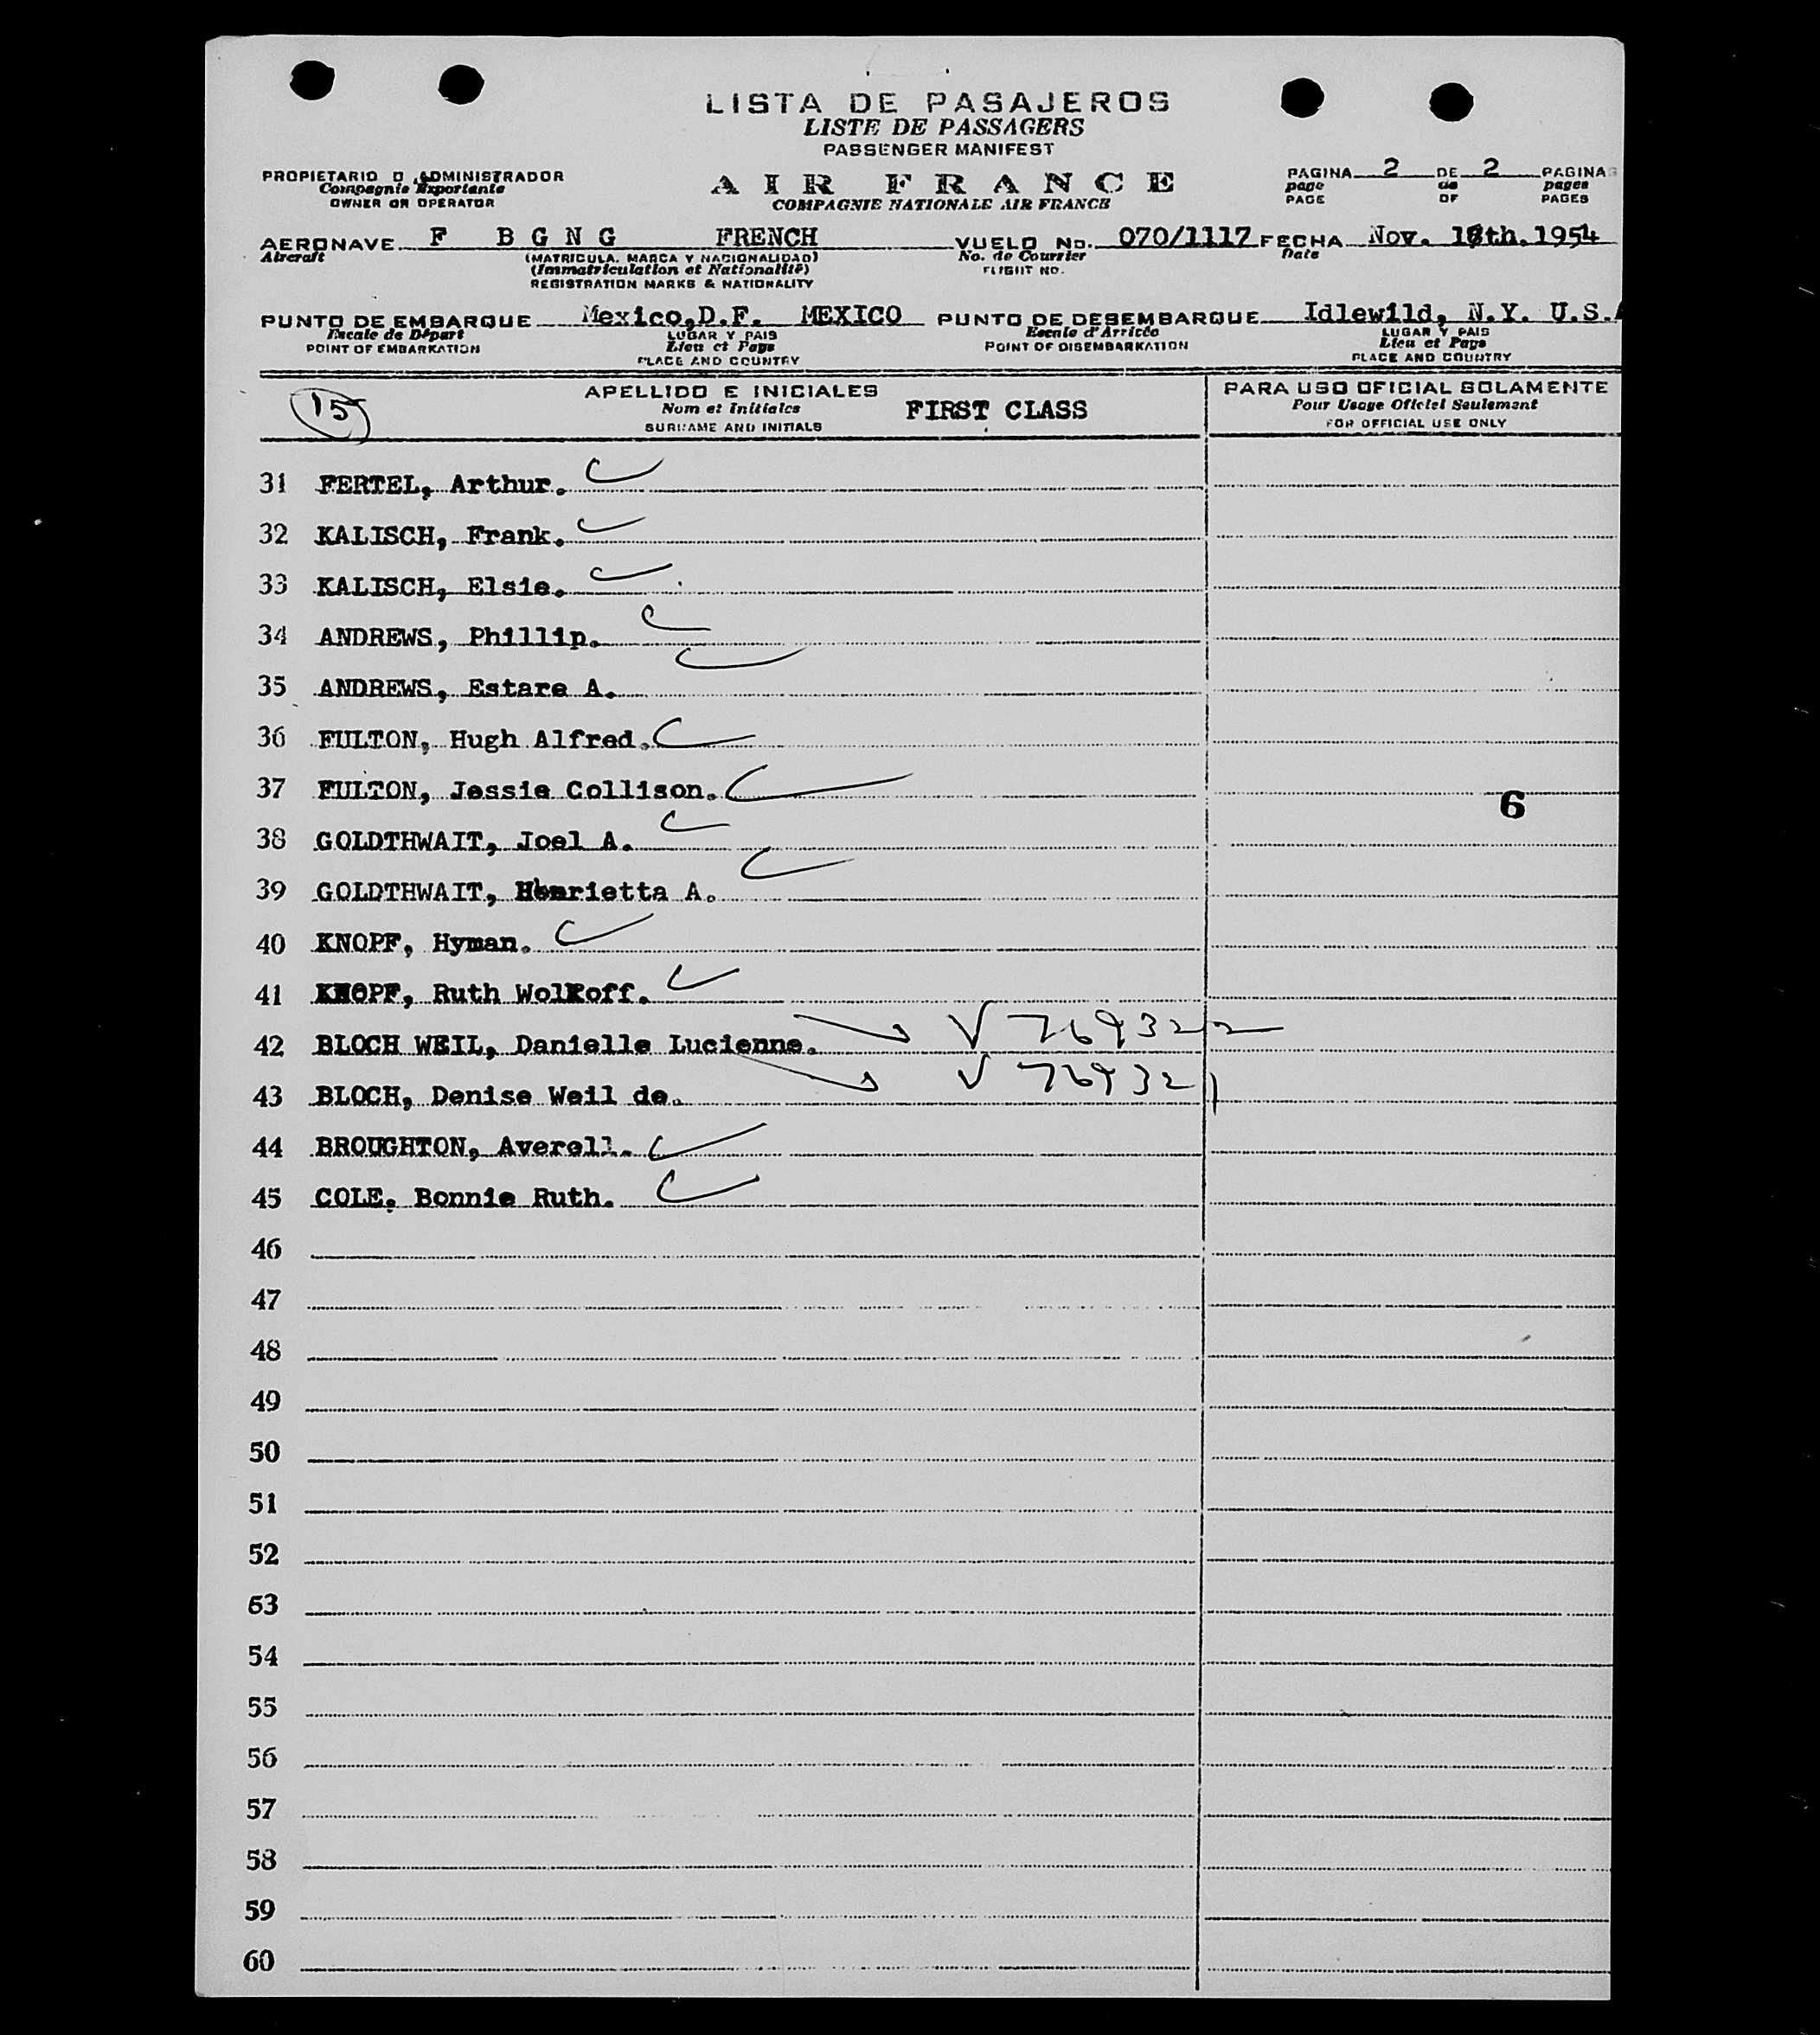 LISTA DE PASAJEROS
LISTE DE PASSAGERS
PASSENGER MANIFEST
PROPIETARIO O ADMINISTRADOR
Compagnie Exportante
OWNER OR OPERATOR
AIR FRANCE
COMPAGNIE NATIONALE AIR FRANCE
PAGINA 2 DE 2 PAGINAS
page de pages
PAGE OF PAGES
AERONAVE F BGNG FRENCH VUELO No. 070/1117 FECHA Nov. th. 1954
Aircraft (MATRICULA. MARCA Y NACIONALIDAD) No. de Courrier Date
(Immatriculation et Nationalité) FLIGHT NO.
REGISTRATION MARKS & NATIONALITY
PUNTO DE EMBARQUE Mexico,D.F. MEXICO PUNTO DE DESEMBARQUE Idlewild, N.Y. U.S.A
Escale de Départ LUGAR Y PAIS Escale d'Arrivée LUGAR Y PAIS
POINT OF EMBARKATION Lieu et Pays POINT OF DISEMBARKATION Lieu et Pays
PLACE AND COUNTRY PLACE AND COUNTRY
15 APELLIDO E INICIALES PARA USO OFICIAL SOLAMENTE
Nom et Initiales FIRST CLASS Pour Usage Officiel Seulement
SURNAME AND INITIALS FOR OFFICIAL USE ONLY
31 FERTEL, Arthur.
32 KALISCH, Frank.
33 KALISCH, Elsie.
34 ANDREWS, Phillip.
35 ANDREWS, Estare A.
36 FULTON, Hugh Alfred.
37 FULTON, Jessie Collison.
6
38 GOLDTHWAIT, Joel A.
39 GOLDTHWAIT, Henrietta A.
40 KNOPF, Hyman.
41 KNOPF, Ruth Wolkoff.
42 BLOCH WEIL, Danielle Lucienne. V 769322
43 BLOCH, Denise Weil de. V 769321
44 BROUGHTON, Averell.
45 COLE. Bonnie Ruth.
46
47
48
49
50
51
52
53
54
55
56
57
58
59
60